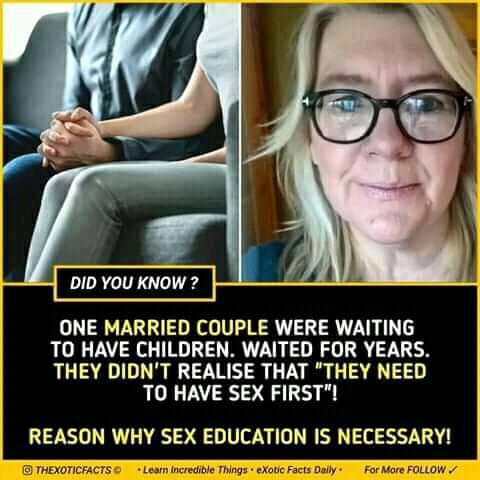 DID YOU KNOW ?
ONE MARRIED COUPLE WERE WAITING
TO HAVE CHILDREN. WAITED FOR YEARS.
THEY DIDN'T REALISE THAT "THEY NEED
TO HAVE SEX FIRST"!
REASON WHY SEX EDUCATION IS NECESSARY!
THEXOTICFACTS © • Learn Incredible Things • eXotic Facts Daily • For More FOLLOW ✓